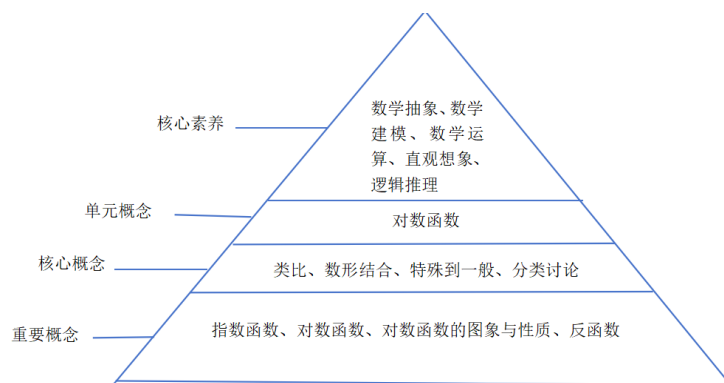 核心素养
数学抽象、数学
建模、数学运
算、直观想象、
逻辑推理
单元概念
对数函数
核心概念
类比、数形结合、特殊到一般、分类讨论
重要概念
指数函数、对数函数、对数函数的图象与性质、反函数